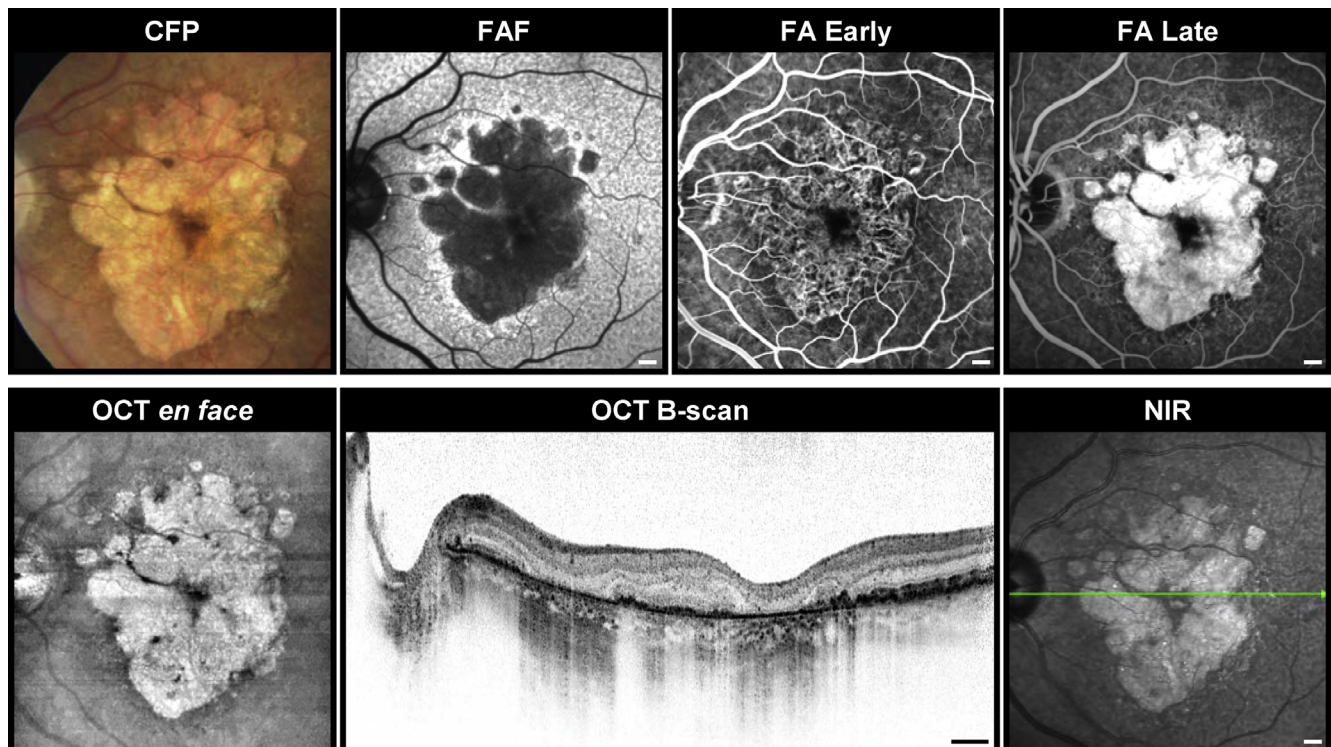 CFP
FAF
FA Early
FA Late
OCT en face
OCT B-scan
NIR